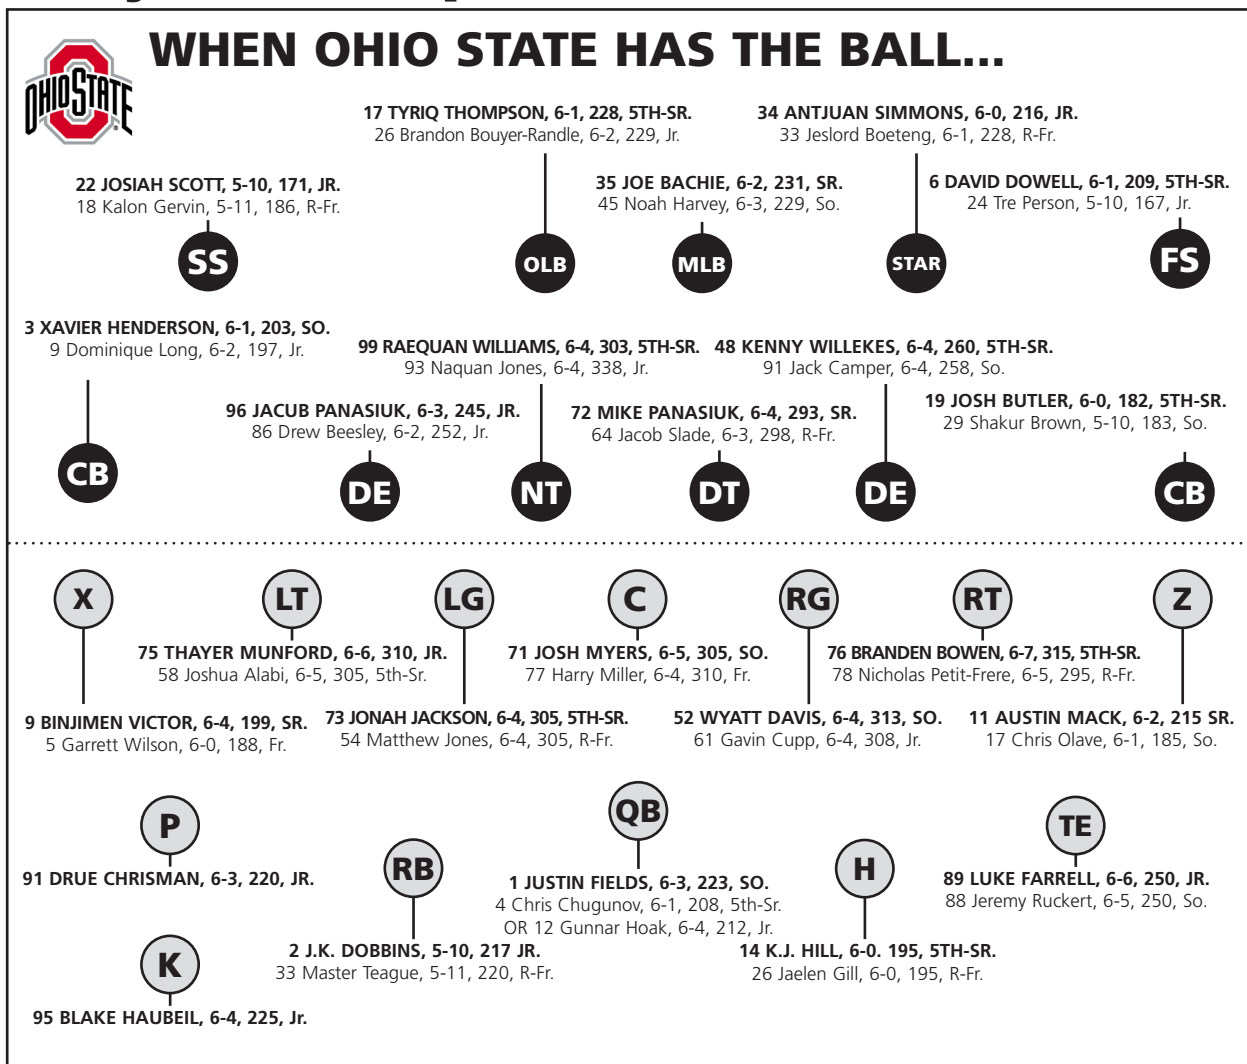 WHEN OHIO STATE HAS THE BALL...
OHIO STATE
17 TYRIQ THOMPSON, 6-1, 228, 5TH-SR.
26 Brandon Bouyer-Randle, 6-2, 229, Jr.
34 ANTJUAN SIMMONS, 6-0, 216, JR.
33 Jeslord Boeteng, 6-1, 228, R-Fr.
22 JOSIAH SCOTT, 5-10, 171, JR.
18 Kalon Gervin, 5-11, 186, R-Fr.
35 JOE BACHIE, 6-2, 231, SR.
45 Noah Harvey, 6-3, 229, So.
6 DAVID DOWELL, 6-1, 209, 5TH-SR.
24 Tre Person, 5-10, 167, Jr.
SS
OLB
MLB
STAR
FS
3 XAVIER HENDERSON, 6-1, 203, SO.
9 Dominique Long, 6-2, 197, Jr.
99 RAEQUAN WILLIAMS, 6-4, 303, 5TH-SR.
93 Naquan Jones, 6-4, 338, Jr.
48 KENNY WILLEKES, 6-4, 260, 5TH-SR.
91 Jack Camper, 6-4, 258, So.
96 JACUB PANASIUK, 6-3, 245, JR.
86 Drew Beesley, 6-2, 252, Jr.
72 MIKE PANASIUK, 6-4, 293, SR.
64 Jacob Slade, 6-3, 298, R-Fr.
19 JOSH BUTLER, 6-0, 182, 5TH-SR.
29 Shakur Brown, 5-10, 183, So.
CB
DE
NT
DT
DE
CB
X
LT
LG
C
RG
RT
Z
75 THAYER MUNFORD, 6-6, 310, JR.
58 Joshua Alabi, 6-5, 305, 5th-Sr.
71 JOSH MYERS, 6-5, 305, SO.
77 Harry Miller, 6-4, 310, Fr.
76 BRANDEN BOWEN, 6-7, 315, 5TH-SR.
78 Nicholas Petit-Frere, 6-5, 295, R-Fr.
9 BINJIMEN VICTOR, 6-4, 199, SR.
5 Garrett Wilson, 6-0, 188, Fr.
73 JONAH JACKSON, 6-4, 305, 5TH-SR.
54 Matthew Jones, 6-4, 305, R-Fr.
52 WYATT DAVIS, 6-4, 313, SO.
61 Gavin Cupp, 6-4, 308, Jr.
11 AUSTIN MACK, 6-2, 215 SR.
17 Chris Olave, 6-1, 185, So.
P
QB
TE
91 DRUE CHRISMAN, 6-3, 220, JR.
RB
1 JUSTIN FIELDS, 6-3, 223, SO.
4 Chris Chugunov, 6-1, 208, 5th-Sr.
OR 12 Gunnar Hoak, 6-4, 212, Jr.
H
89 LUKE FARRELL, 6-6, 250, JR.
88 Jeremy Ruckert, 6-5, 250, So.
K
2 J.K. DOBBINS, 5-10, 217 JR.
33 Master Teague, 5-11, 220, R-Fr.
14 K.J. HILL, 6-0. 195, 5TH-SR.
26 Jaelen Gill, 6-0, 195, R-Fr.
95 BLAKE HAUBEIL, 6-4, 225, Jr.